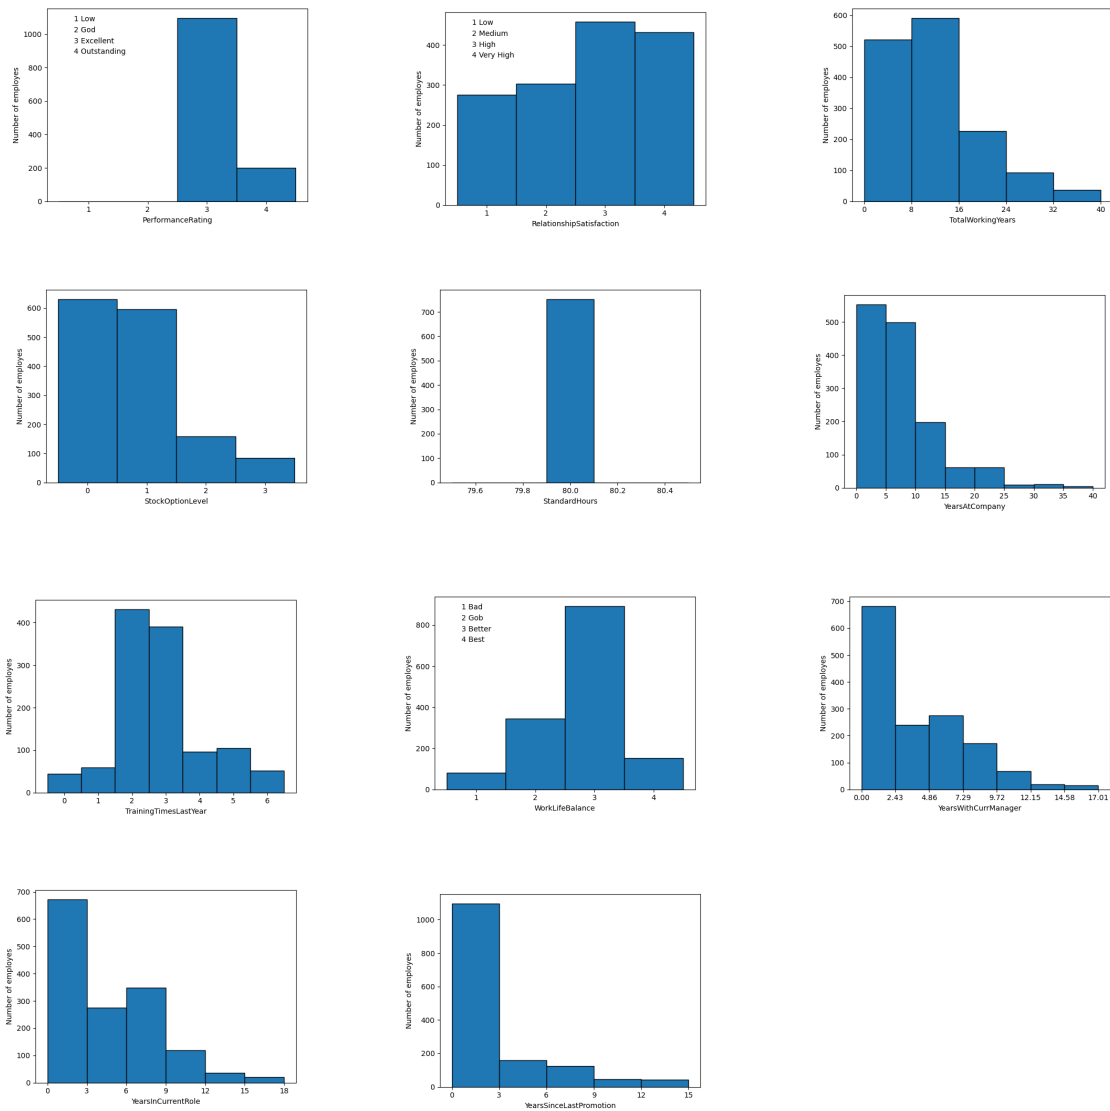 1 Low
2 God
3 Excellent
4 Outstanding
Number of employes
1000
800
600
400
200
0
1 2 3 4
PerformanceRating
1 Low
2 Medium
3 High
4 Very High
Number of employes
400
300
200
100
0
1 2 3 4
RelationshipSatisfaction
Number of employes
600
500
400
300
200
100
0
0 8 16 24 32 40
TotalWorkingYears
Number of employes
600
500
400
300
200
100
0
0 1 2 3
StockOptionLevel
Number of employes
700
600
500
400
300
200
100
0
79.6 79.8 80.0 80.2 80.4
StandardHours
Number of employes
500
400
300
200
100
0
0 5 10 15 20 25 30 35 40
YearsAtCompany
Number of employes
400
300
200
100
0
0 1 2 3 4 5 6
TrainingTimesLastYear
1 Bad
2 Gob
3 Better
4 Best
Number of employes
800
600
400
200
0
1 2 3 4
WorkLifeBalance
Number of employes
700
600
500
400
300
200
100
0
0.00 2.43 4.86 7.29 9.72 12.15 14.58 17.01
YearsWithCurrManager
Number of employes
700
600
500
400
300
200
100
0
0 3 6 9 12 15 18
YearsInCurrentRole
Number of employes
1000
800
600
400
200
0
0 3 6 9 12 15
YearsSinceLastPromotion